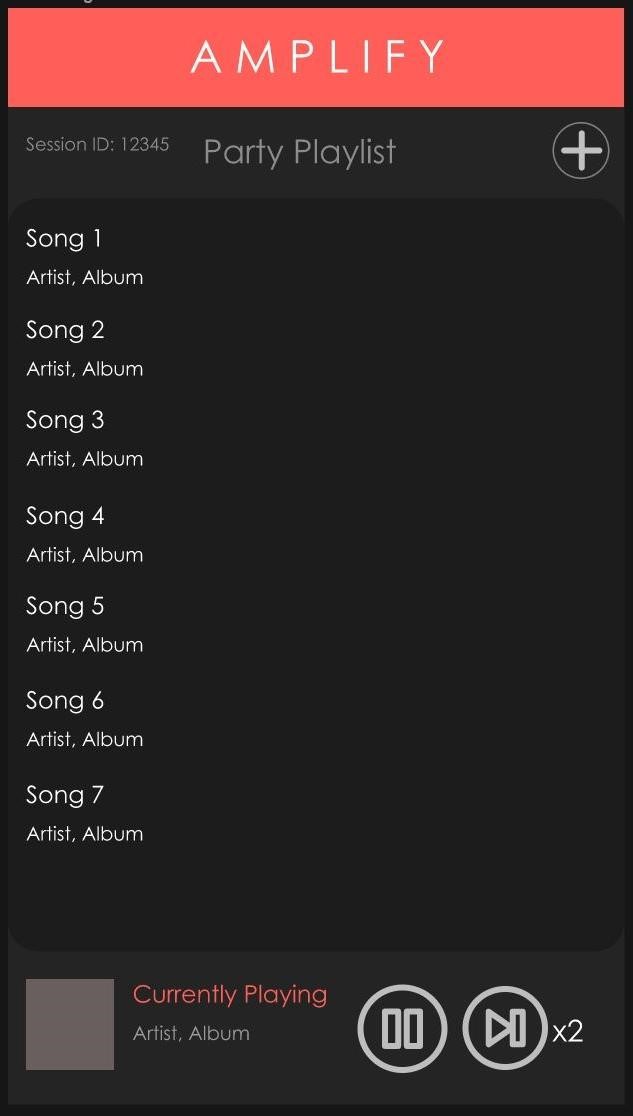 AMPLIFY
Session ID: 12345
Party Playlist
Song 1
Artist, Album
Song 2
Artist, Album
Song 3
Artist, Album
Song 4
Artist, Album
Song 5
Artist, Album
Song 6
Artist, Album
Song 7
Artist, Album
Currently Playing
Artist, Album
x2